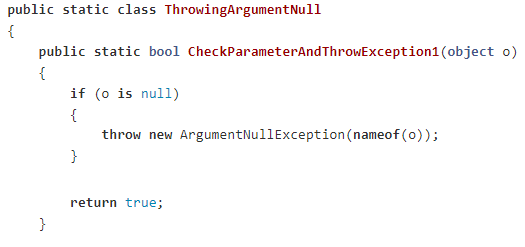 public static class ThrowingArgumentNull
{
    public static bool CheckParameterAndThrowException1(object o)
    {
        if (o is null)
        {
            throw new ArgumentNullException(nameof(o));
        }

        return true;
    }